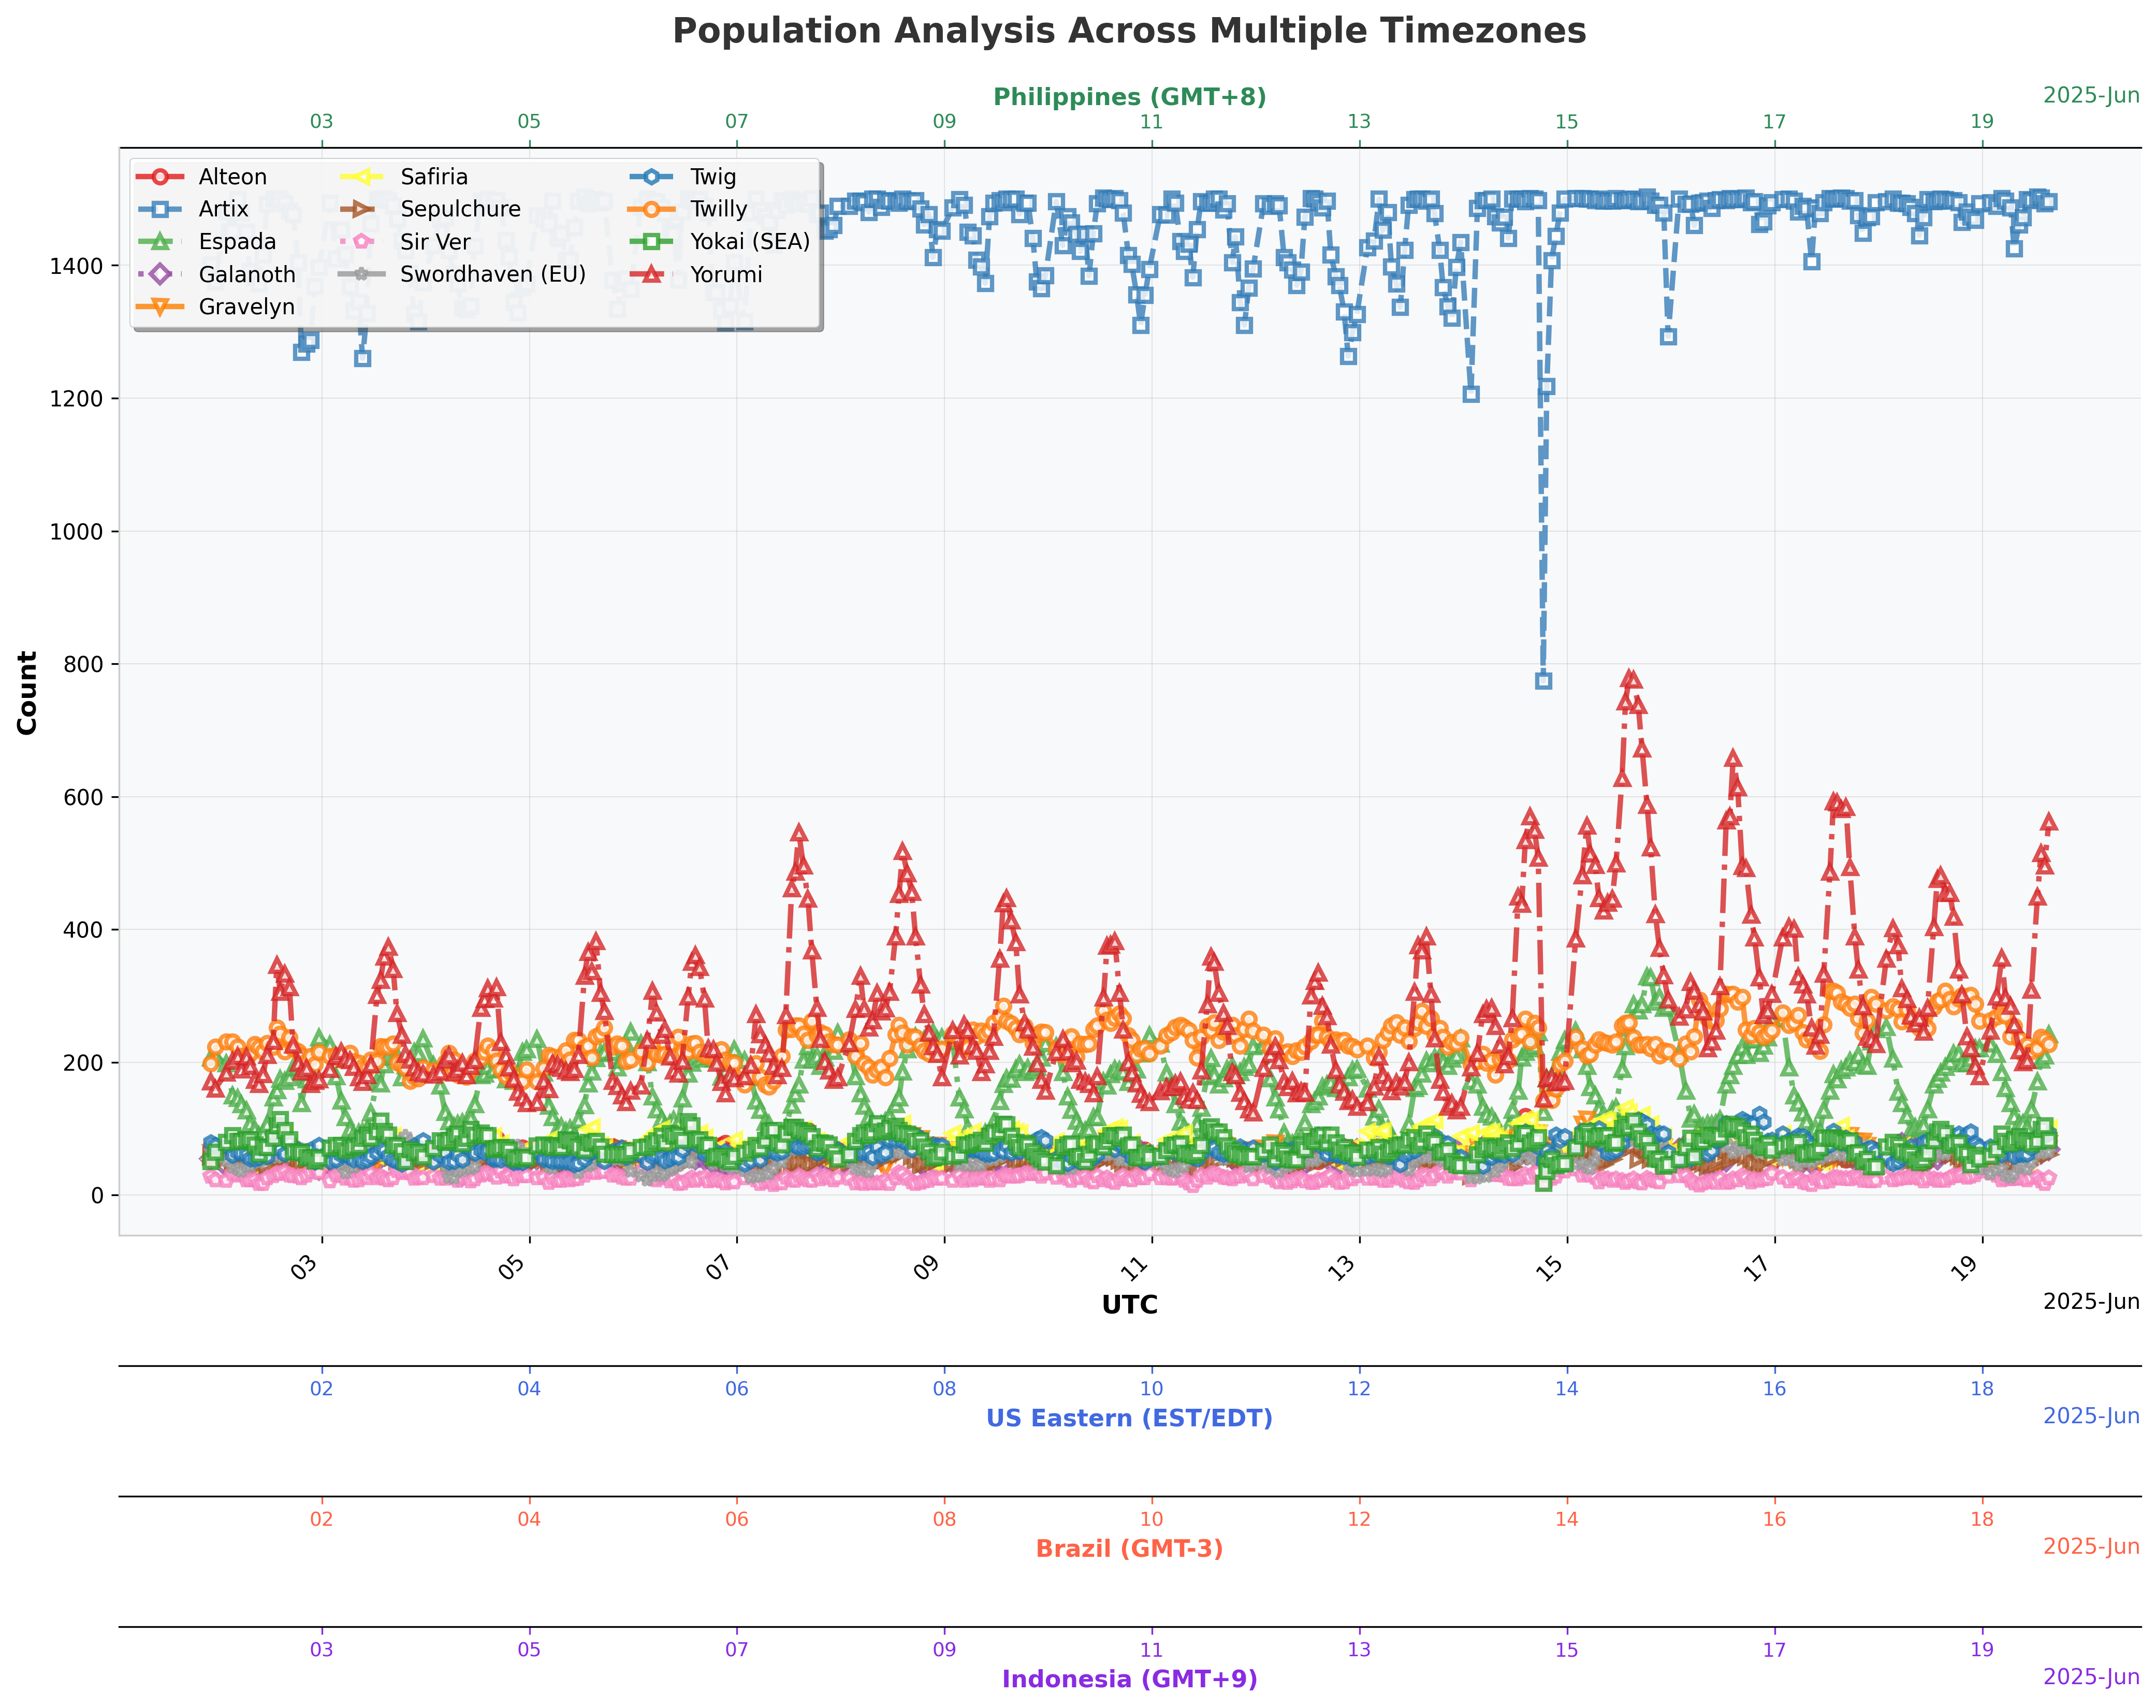 Population Analysis Across Multiple Timezones
Philippines (GMT+8)
2025-Jun
03 05 07 09 11 13 15 17 19
Alteon Safiria Twig
Artix Sepulchure Twilly
Espada Sir Ver Yokai (SEA)
Galanoth Swordhaven (EU) Yorumi
Gravelyn
1400
1200
1000
800
600
400
200
0
Count
03 05 07 09 11 13 15 17 19
UTC
2025-Jun
02 04 06 08 10 12 14 16 18
US Eastern (EST/EDT)
2025-Jun
02 04 06 08 10 12 14 16 18
Brazil (GMT-3)
2025-Jun
03 05 07 09 11 13 15 17 19
Indonesia (GMT+9)
2025-Jun